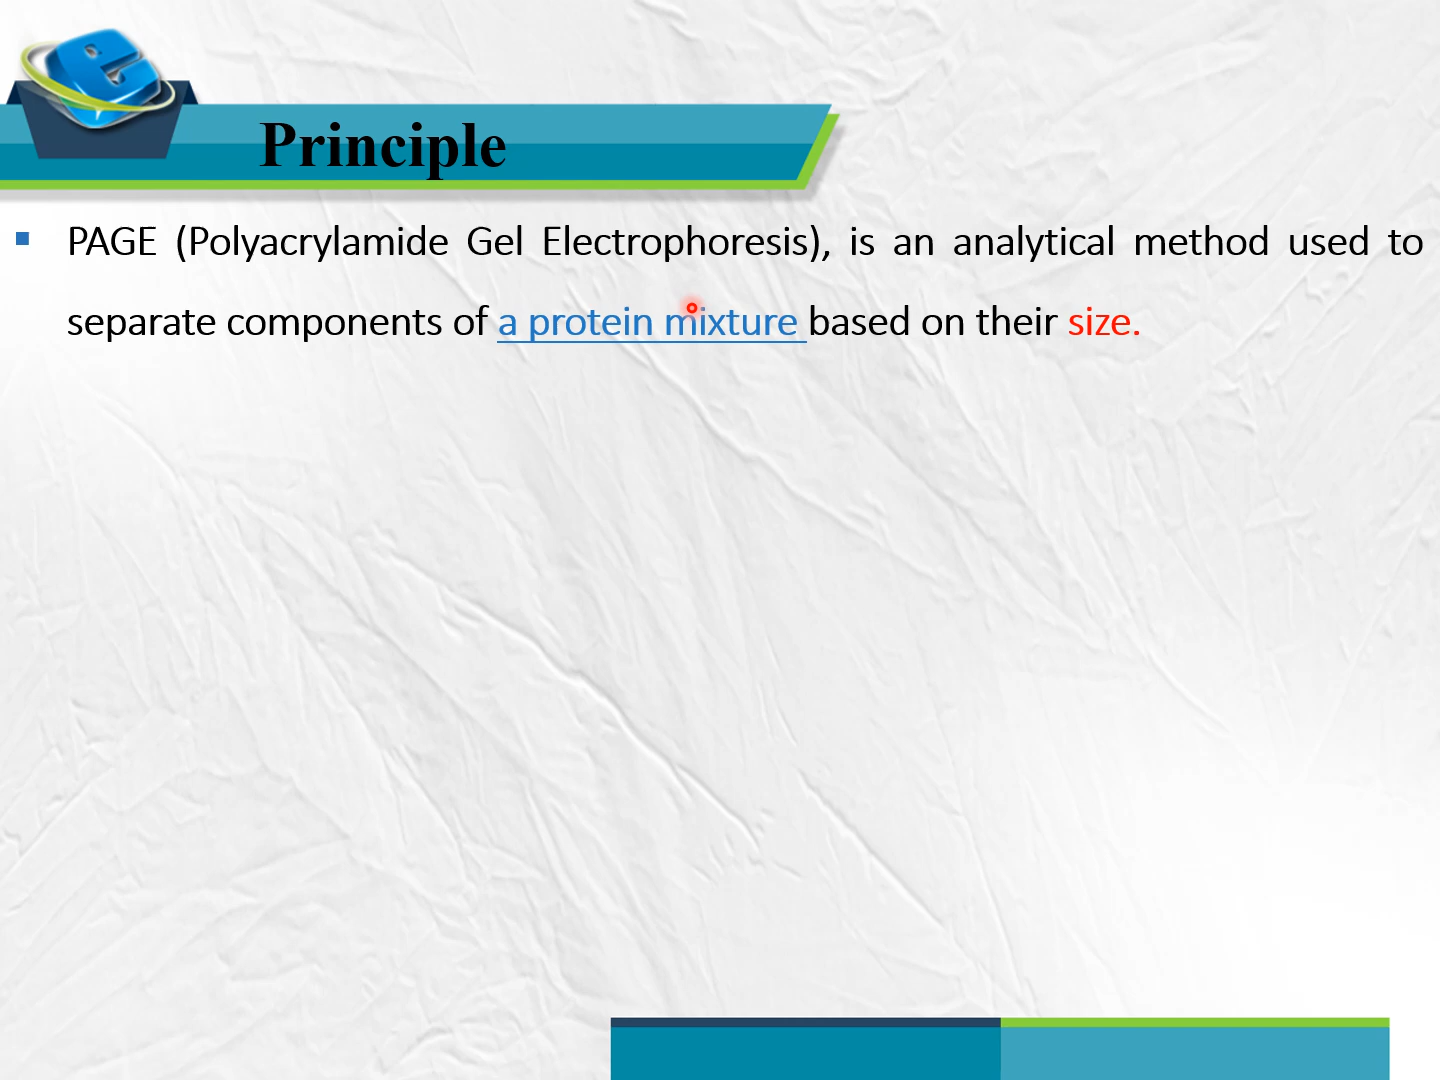 Principle
PAGE (Polyacrylamide Gel Electrophoresis), is an analytical method used to
separate components of a protein mixture based on their size.